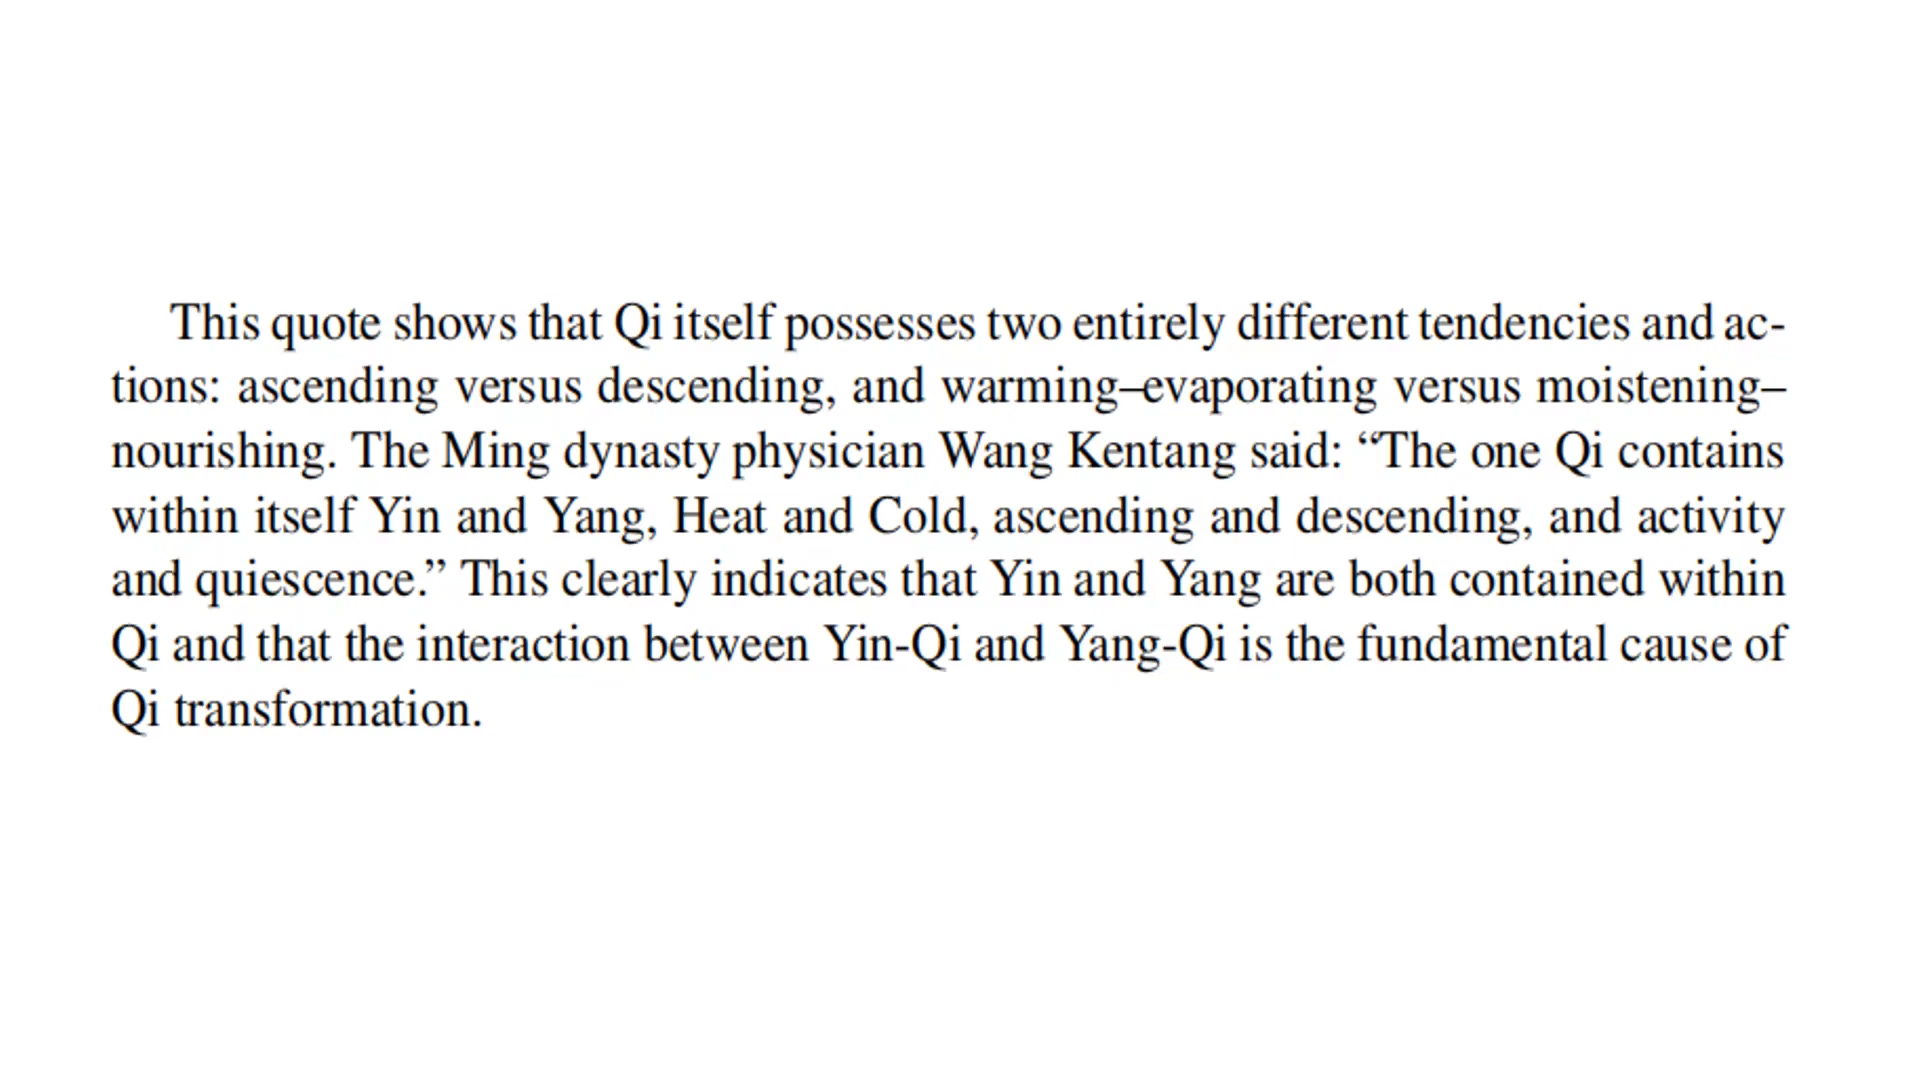 This quote shows that Qi itself possesses two entirely different tendencies and ac-
tions: ascending versus descending, and warming–evaporating versus moistening–
nourishing. The Ming dynasty physician Wang Kentang said: “The one Qi contains
within itself Yin and Yang, Heat and Cold, ascending and descending, and activity
and quiescence.” This clearly indicates that Yin and Yang are both contained within
Qi and that the interaction between Yin-Qi and Yang-Qi is the fundamental cause of
Qi transformation.